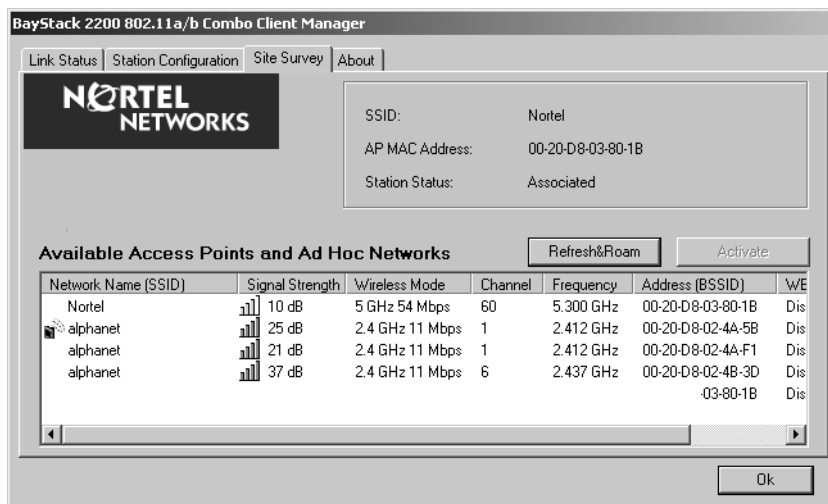 BayStack 2200 802.11a/b Combo Client Manager
Link Status Station Configuration Site Survey About
NORTEL
NETWORKS
SSID: Nortel
AP MAC Address: 00-20-D8-03-80-1B
Station Status: Associated
Available Access Points and Ad Hoc Networks Refresh&Roam Activate
Network Name (SSID) Signal Strength Wireless Mode Channel Frequency Address (BSSID) WE
Nortel 10 dB 5 GHz 54 Mbps 60 5.300 GHz 00-20-D8-03-80-1B Dis
alphanet 25 dB 2.4 GHz 11 Mbps 1 2.412 GHz 00-20-D8-02-4A-5B Dis
alphanet 21 dB 2.4 GHz 11 Mbps 1 2.412 GHz 00-20-D8-02-4A-F1 Dis
alphanet 37 dB 2.4 GHz 11 Mbps 6 2.437 GHz 00-20-D8-02-4B-3D Dis
-03-80-1B Dis
Ok